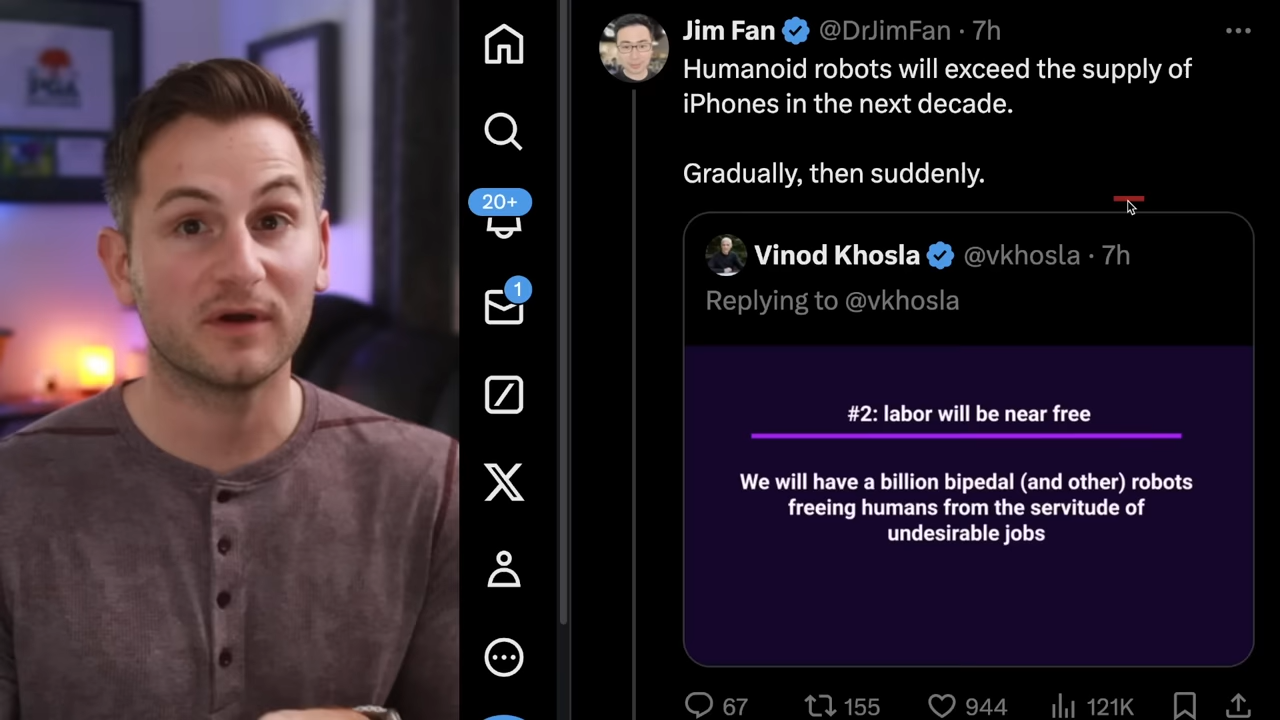 Jim Fan @DrJimFan · 7h
Humanoid robots will exceed the supply of
iPhones in the next decade.
Gradually, then suddenly.
20+
1
Vinod Khosla @vkhosla · 7h
Replying to @vkhosla
#2: labor will be near free
We will have a billion bipedal (and other) robots
freeing humans from the servitude of
undesirable jobs
67 155 944 121K